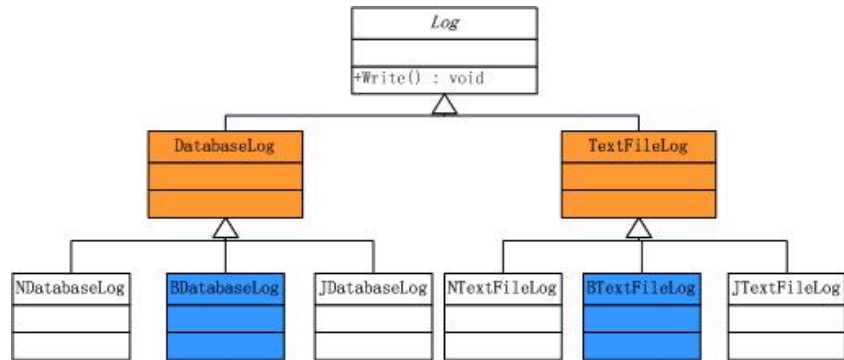 Log
+Write() : void
DatabaseLog
TextFileLog
NDatabaseLog
BDatabaseLog
JDatabaseLog
NTextFileLog
BTextFileLog
JTextFileLog